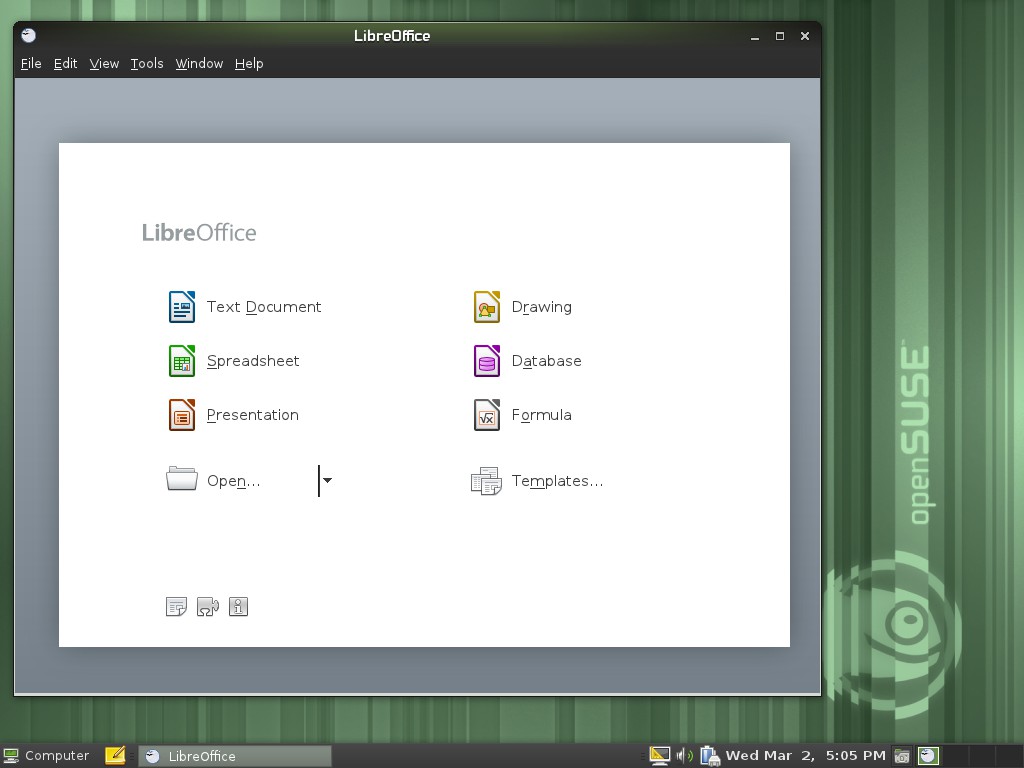 LibreOffice
File Edit View Tools Window Help
LibreOffice
Text Document
Drawing
Spreadsheet
Database
Presentation
Formula
Open...
Templates...
openSUSE™
Computer
LibreOffice
Wed Mar 2, 5:05 PM